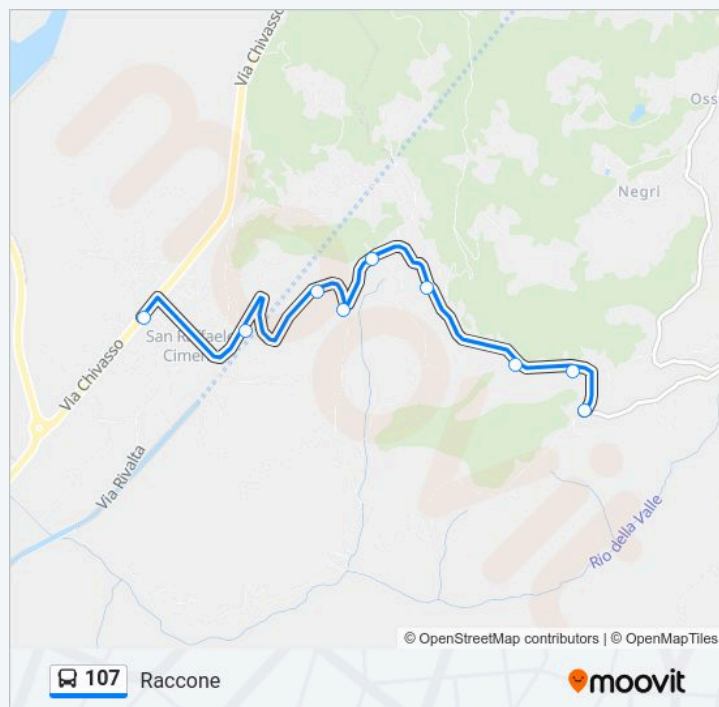 Via Chivasso
Oss
Negri
San Raffaele
Cimena
Via Chivasso
Via Rivalta
Rio della Valle
© OpenStreetMap contributors | © OpenMapTiles
107
Raccone
moovit